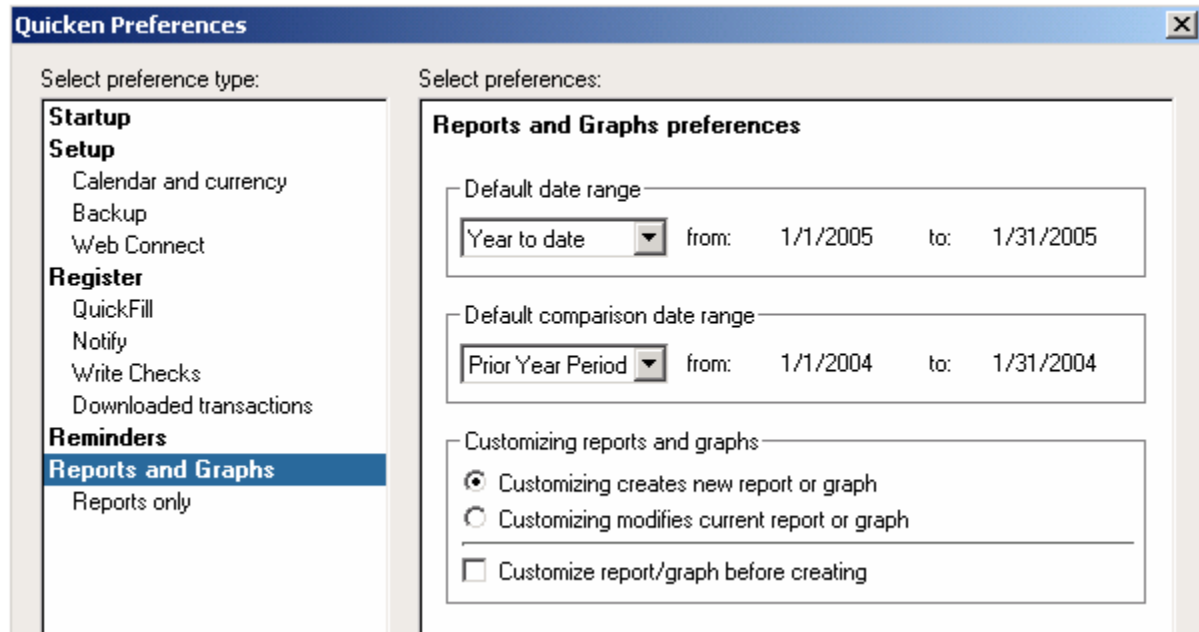 Quicken Preferences
Select preference type:
Startup
Setup
Calendar and currency
Backup
Web Connect
Register
QuickFill
Notify
Write Checks
Downloaded transactions
Reminders
Reports and Graphs
Reports only
Select preferences:
Reports and Graphs preferences
Default date range
Year to date from: 1/1/2005 to: 1/31/2005
Default comparison date range
Prior Year Period from: 1/1/2004 to: 1/31/2004
Customizing reports and graphs
Customizing creates new report or graph
Customizing modifies current report or graph
Customize report/graph before creating